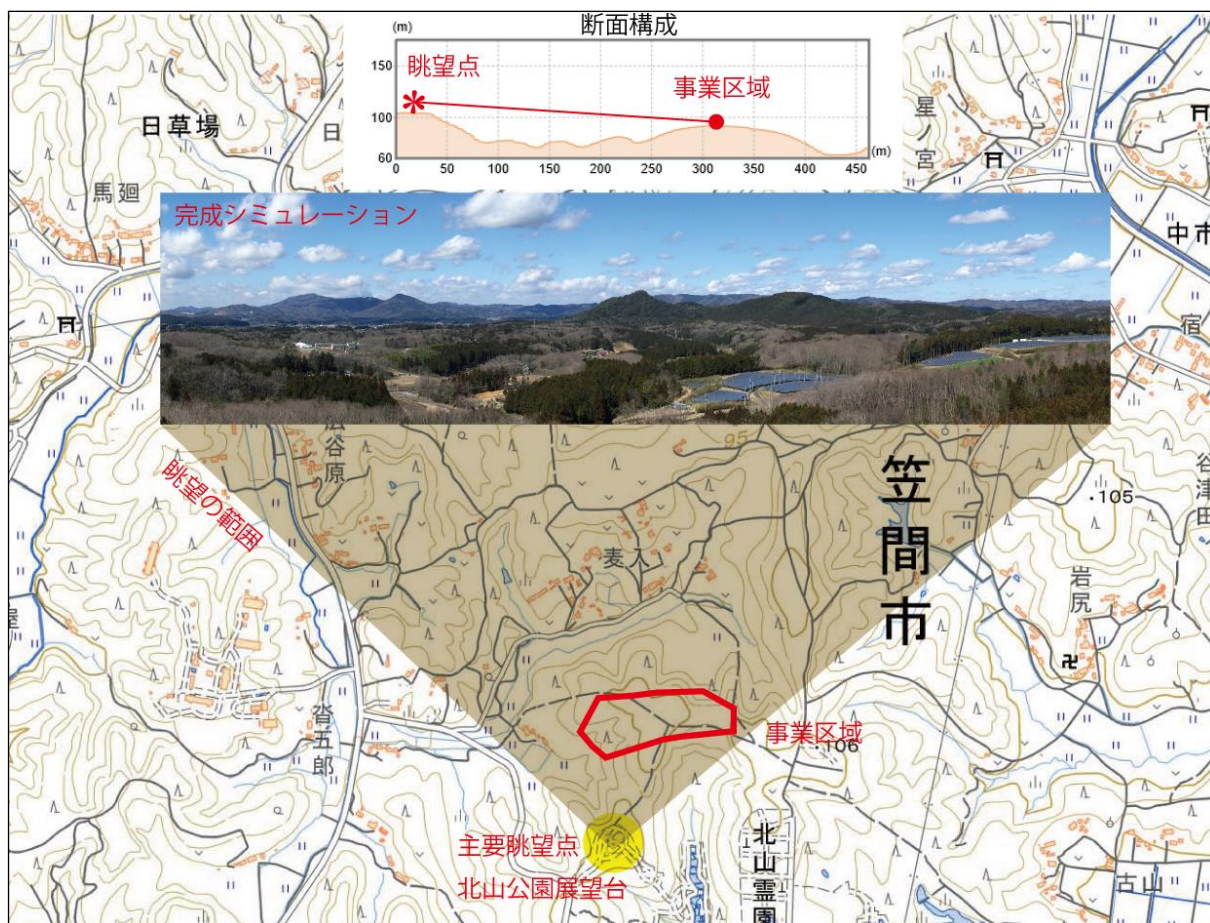 断面構成
(m)
150
100
60
眺望点
事業区域
0 50 100 150 200 250 300 350 400 450
(m)
日草場
日
馬廻
星ノ宮
中市
宿
完成シミュレーション
広谷原
95
笠間市
谷津田
105
眺望の範囲
麦入
岩尻
屋
沓五郎
事業区域
106
主要眺望点
北山公園展望台
北山霊園
古山